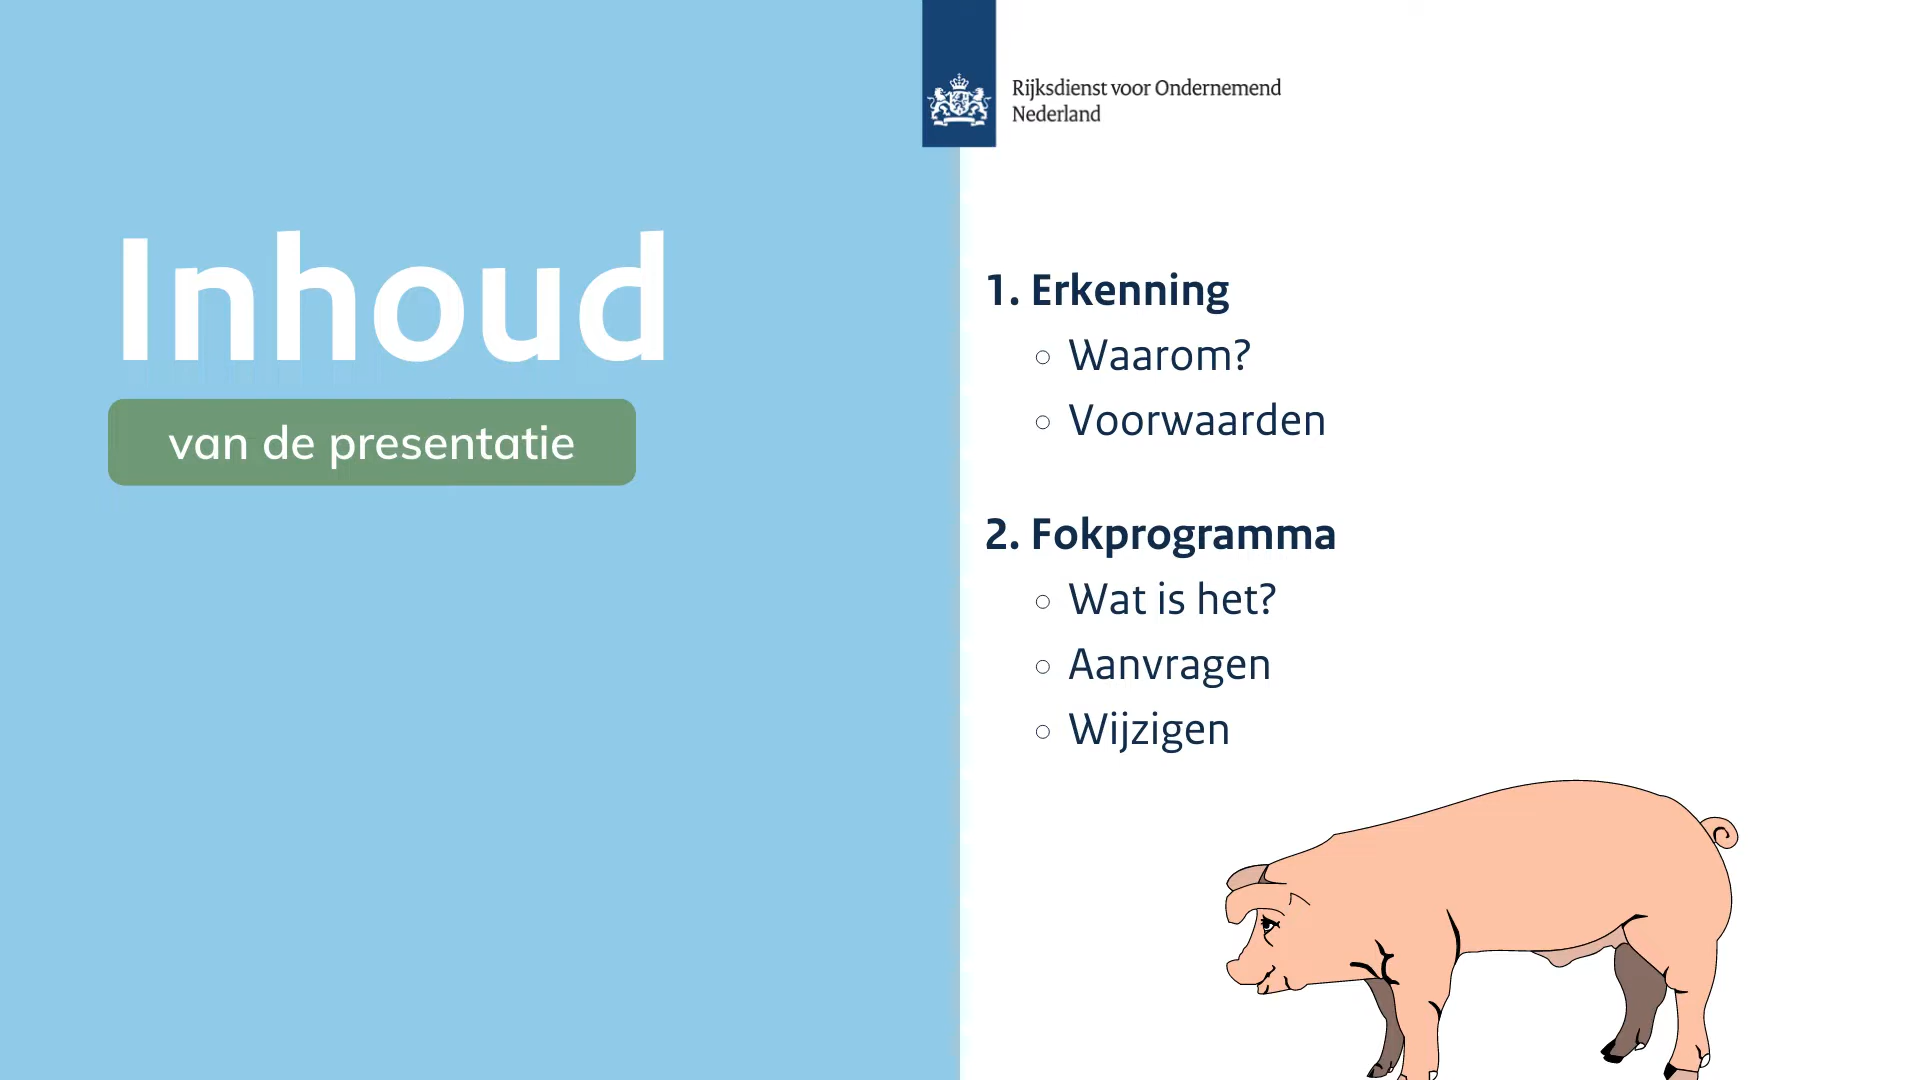 Rijksdienst voor Ondernemend
Nederland
Inhoud
van de presentatie
1. Erkenning
Waarom?
Voorwaarden
2. Fokprogramma
Wat is het?
Aanvragen
Wijzigen